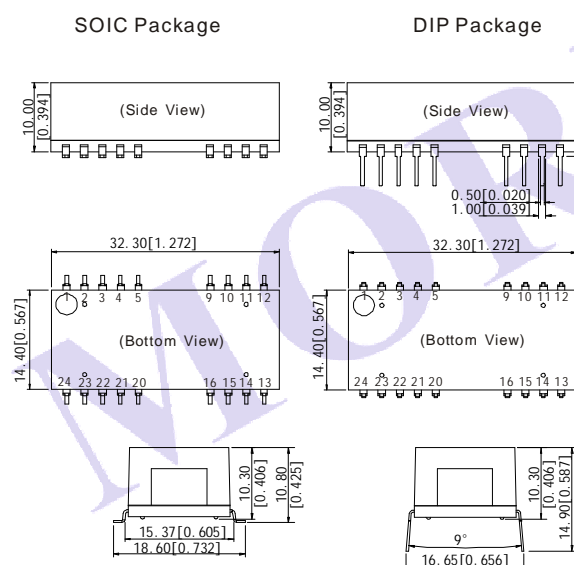 SOIC Package
DIP Package
10.00
[0.394]
(Side View)
10.00
[0.394]
(Side View)
0.50[0.020]
1.00[0.039]
32.30[1.272]
32.30[1.272]
14.40[0.567]
1 2 3 4 5 9 10 11 12
(Bottom View)
24 23 22 21 20 16 15 14 13
14.40[0.567]
1 2 3 4 5 9 10 11 12
(Bottom View)
24 23 22 21 20 16 15 14 13
10.30
[0.406]
10.80
[0.425]
15.37[0.605]
18.60[0.732]
10.30
[0.406]
14.90[0.587]
9°
16.65[0.656]
MOR